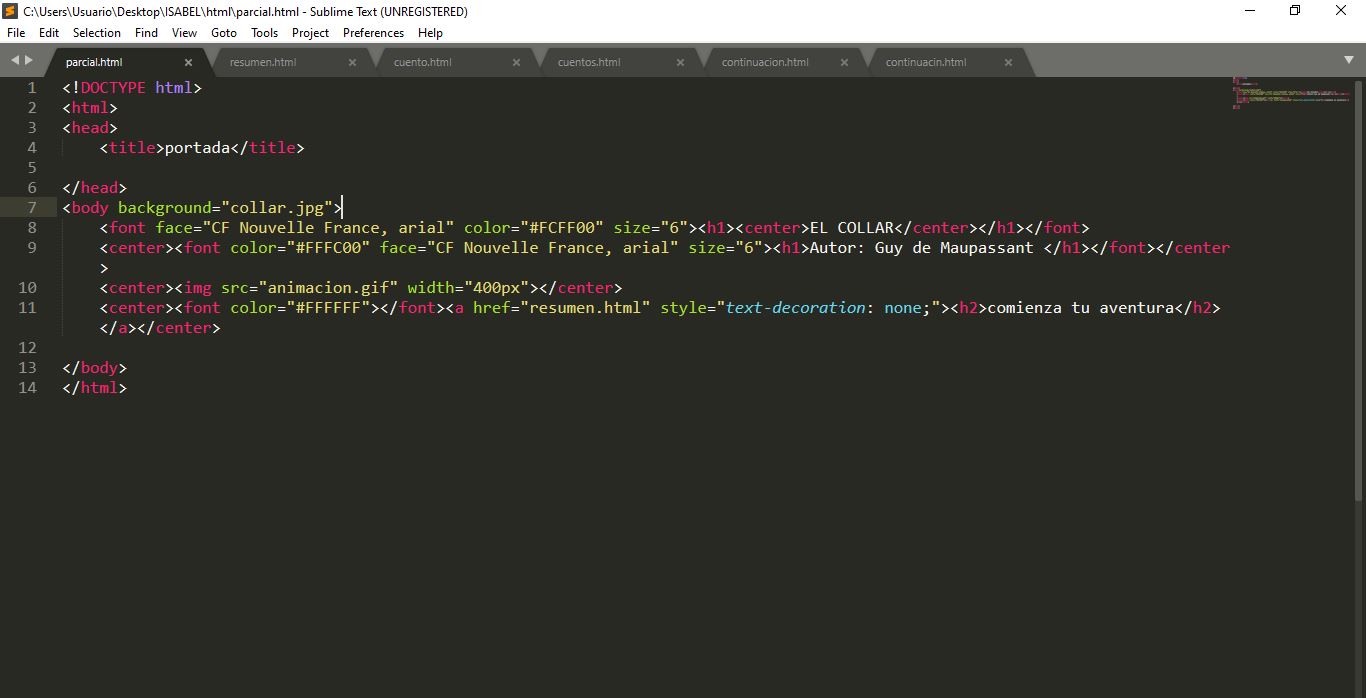 C:\Users\Usuario\Desktop\ISABEL\html\parcial.html - Sublime Text (UNREGISTERED)
File Edit Selection Find View Goto Tools Project Preferences Help
parcial.html × resumen.html × cuento.html × cuentos.html × continuacion.html × continuacin.html ×
1 <!DOCTYPE html>
2 <html>
3 <head>
4 <title>portada</title>
5
6 </head>
7 <body background="collar.jpg">
8 <font face="CF Nouvelle France, arial" color="#FCFF00" size="6"><h1><center>EL COLLAR</center></h1></font>
9 <center><font color="#FFFC00" face="CF Nouvelle France, arial" size="6"><h1>Autor: Guy de Maupassant </h1></font></center
>
10 <center><img src="animacion.gif" width="400px"></center>
11 <center><font color="#FFFFFF"></font><a href="resumen.html" style="text-decoration: none;"><h2>comienza tu aventura</h2>
</a></center>
12
13 </body>
14 </html>